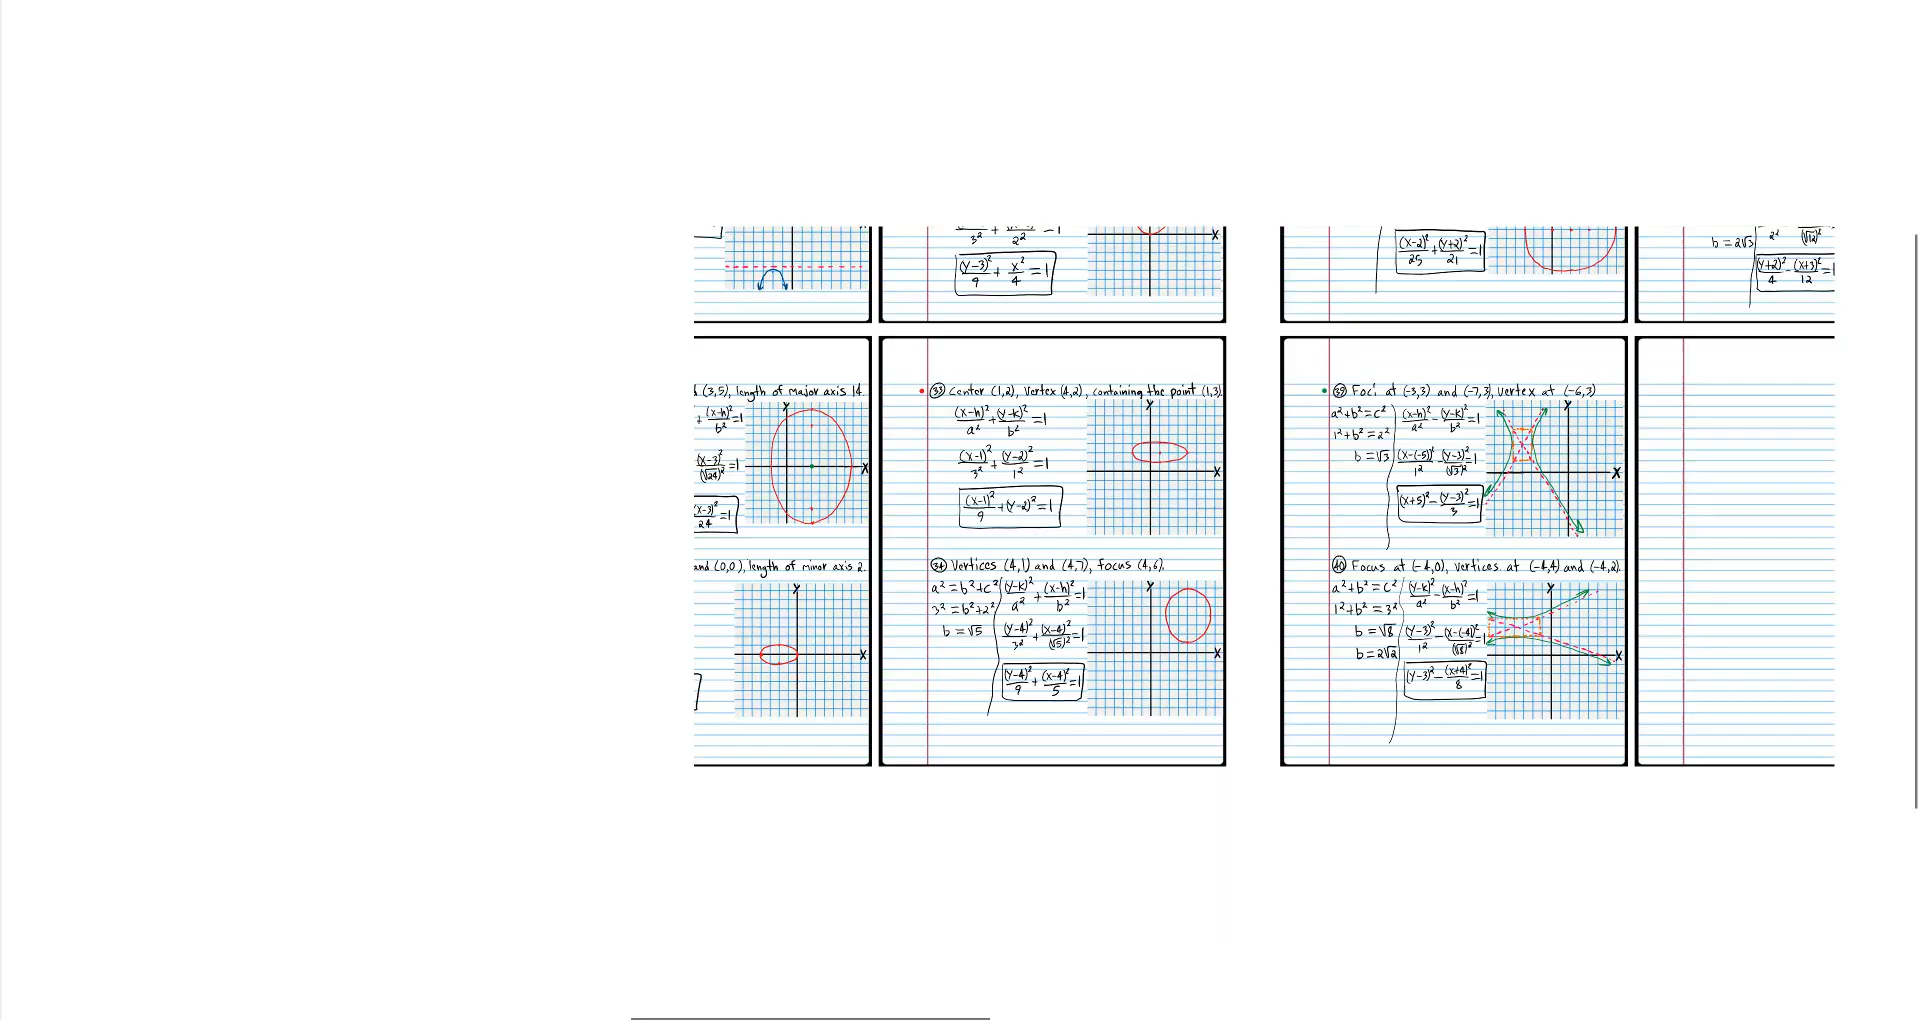 (y-3)²/9 + x²/4 = 1
(x-2)²/25 + (y+2)²/21 = 1
b = 2√3
(y+2)²/4 - (x+3)²/12 = 1
(3,5), length of major axis 14.
+ (x-h)²/b² = 1
(x-3)²/(√24)² = 1
(x-3)²/24 = 1
Y
X
and (0,0), length of minor axis 2.
Y
X
33 Center (1,2), Vertex (4,2), containing the point (1,3).
(x-h)²/a² + (y-k)²/b² = 1
(x-1)²/3² + (y-2)²/1² = 1
(x-1)²/9 + (y-2)² = 1
Y
X
34 Vertices (4,1) and (4,7), focus (4,6).
a² = b² + c²
3² = b² + 2²
b = √5
(y-k)²/a² + (x-h)²/b² = 1
(y-4)²/3² + (x-4)²/(√5)² = 1
(y-4)²/9 + (x-4)²/5 = 1
Y
X
39 Foci at (-3,3) and (-7,3), vertex at (-6,3)
a² + b² = c²
1² + b² = 2²
b = √3
(x-h)²/a² - (y-k)²/b² = 1
(x-(-5))²/1² - (y-3)²/(√3)² = 1
(x+5)² - (y-3)²/3 = 1
Y
X
40 Focus at (-4,0), vertices at (-4,4) and (-4,2).
a² + b² = c²
1² + b² = 3²
b = √8
b = 2√2
(y-k)²/a² - (x-h)²/b² = 1
(y-3)²/1² - (x-(-4))²/(√8)² = 1
(y-3)² - (x+4)²/8 = 1
Y
X